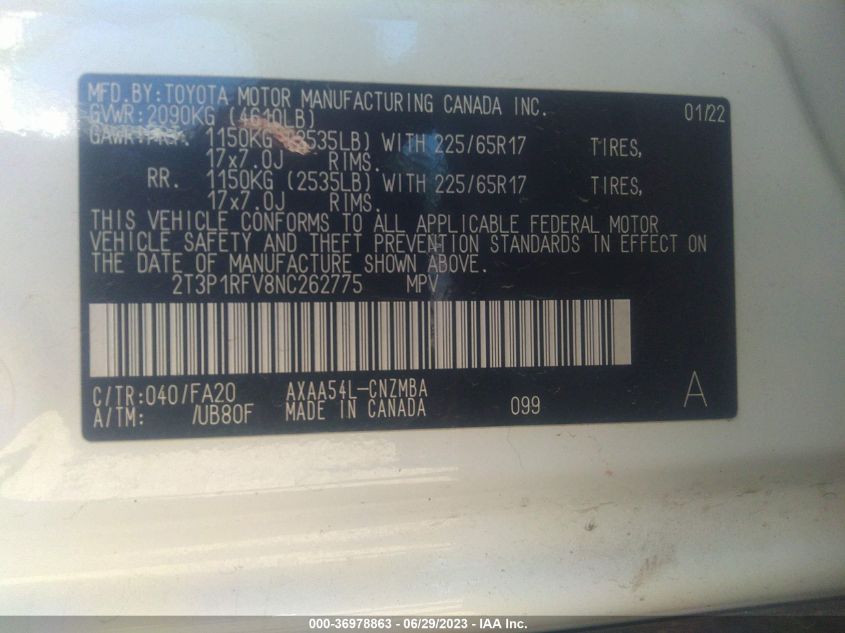 MFD.BY:TOYOTA MOTOR MANUFACTURING CANADA INC. 01/22
GVWR:2090KG (4610LB)
GAWR:FRT. 1150KG (2535LB) WITH 225/65R17 TIRES,
17x7.0J RIMS.
RR. 1150KG (2535LB) WITH 225/65R17 TIRES,
17x7.0J RIMS.
THIS VEHICLE CONFORMS TO ALL APPLICABLE FEDERAL MOTOR
VEHICLE SAFETY AND THEFT PREVENTION STANDARDS IN EFFECT ON
THE DATE OF MANUFACTURE SHOWN ABOVE.
2T3P1RFV8NC262775 MPV
C/TR:040/FA20 AXAA54L-CNZMBA
A/TM: /UB80F MADE IN CANADA 099 A
000-36978863 - 06/29/2023 - IAA Inc.